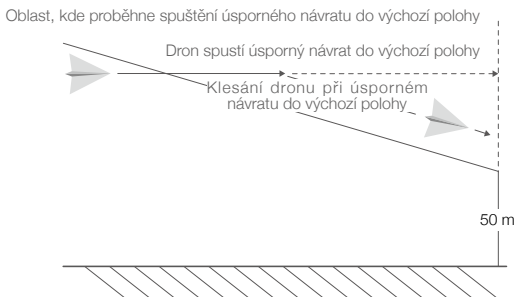 Oblast, kde proběhne spuštění úsporného návratu do výchozí polohy
Dron spustí úsporný návrat do výchozí polohy
Klesání dronu při úsporném
návratu do výchozí polohy
50 m